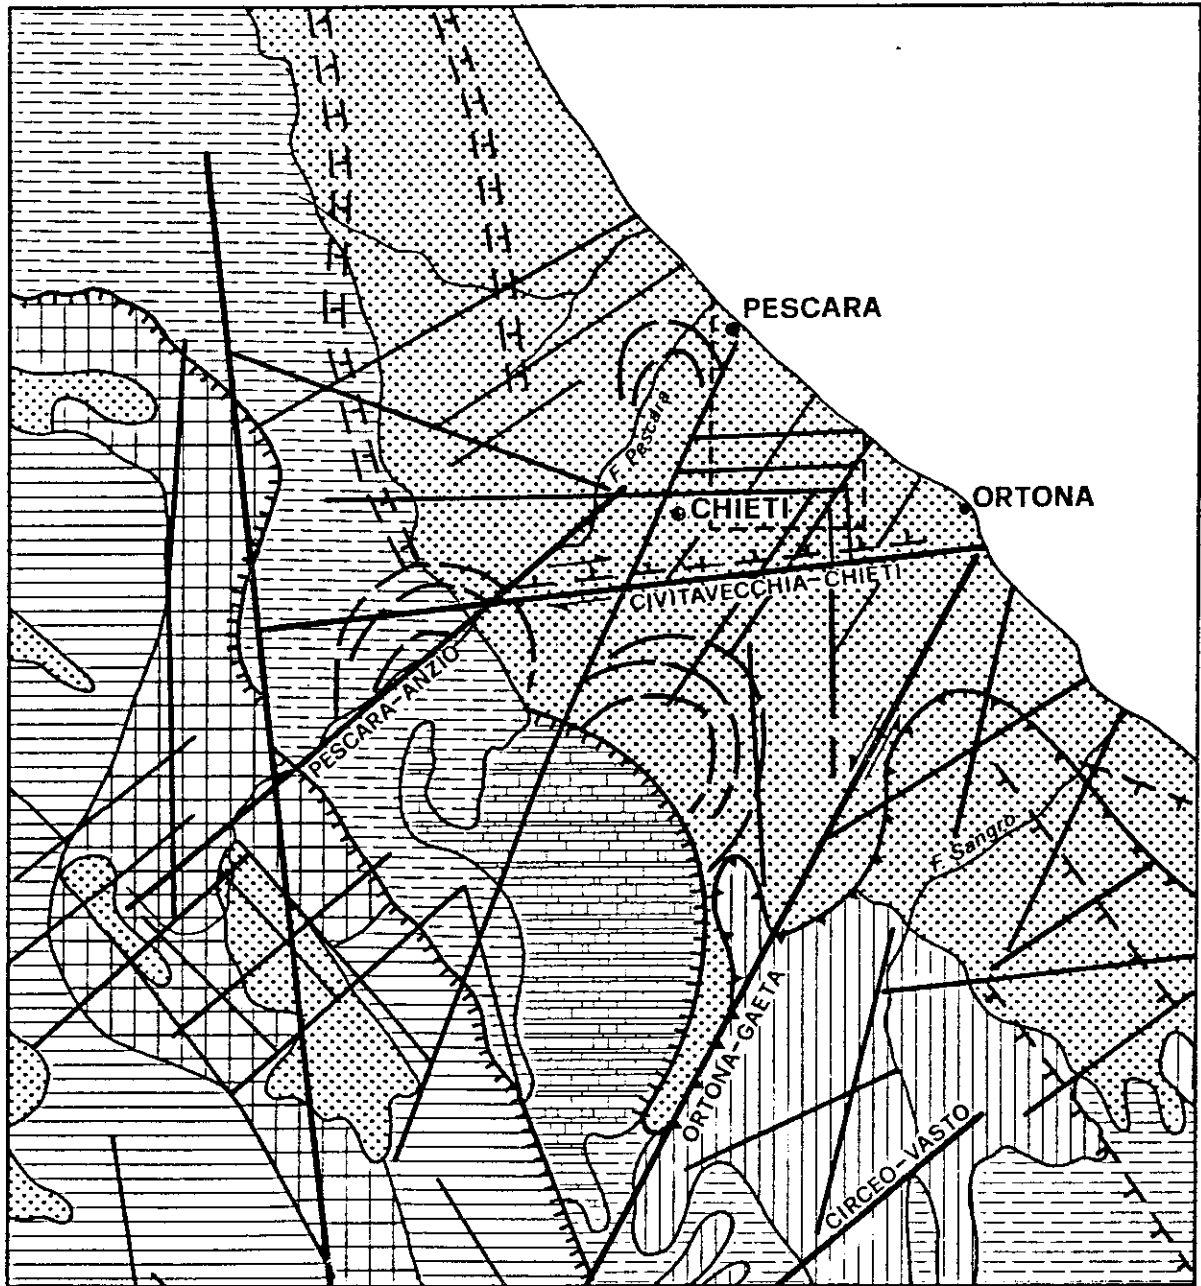 PESCARA
F. Pescara
ORTONA
CHIETI
CIVITAVECCHIA-CHIETI
PESCARA-ANZIO
F. Sangro
ORTONA-GAETA
CIRCEO-VASTO